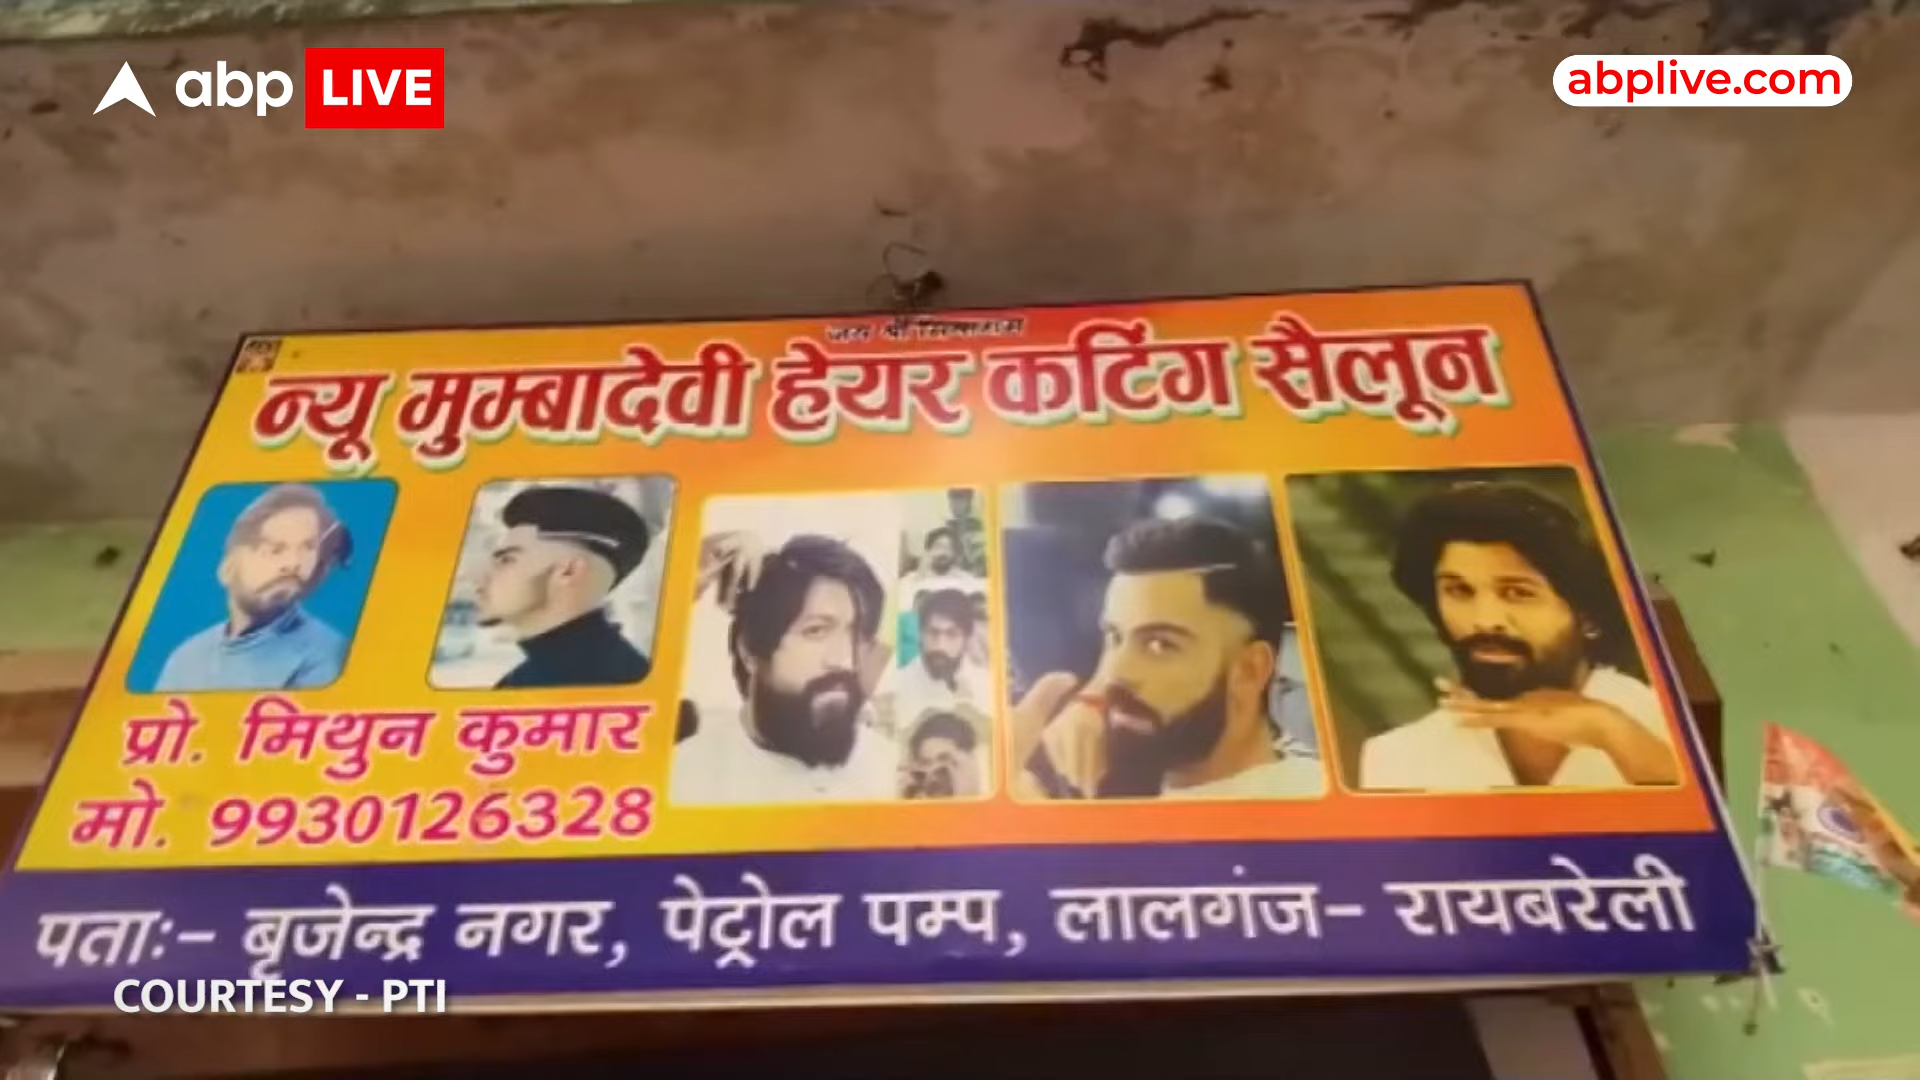 abp LIVE
abplive.com
न्यू मुम्बादेवी हेयर कटिंग सैलून
प्रो. मिथुन कुमार
मो. 9930126328
पताः- बृजेन्द्र नगर, पेट्रोल पम्प, लालगंज- रायबरेली
COURTESY - PTI